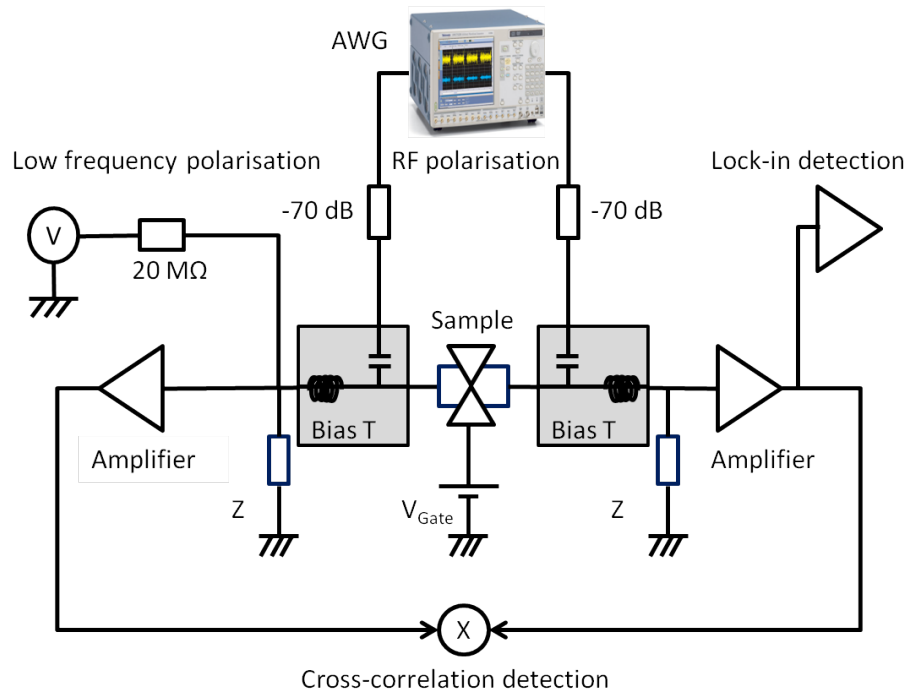 AWG
Low frequency polarisation
RF polarisation
Lock-in detection
-70 dB
-70 dB
V
20 MΩ
Sample
Bias T
Bias T
Amplifier
Amplifier
Z
V_Gate
Z
X
Cross-correlation detection